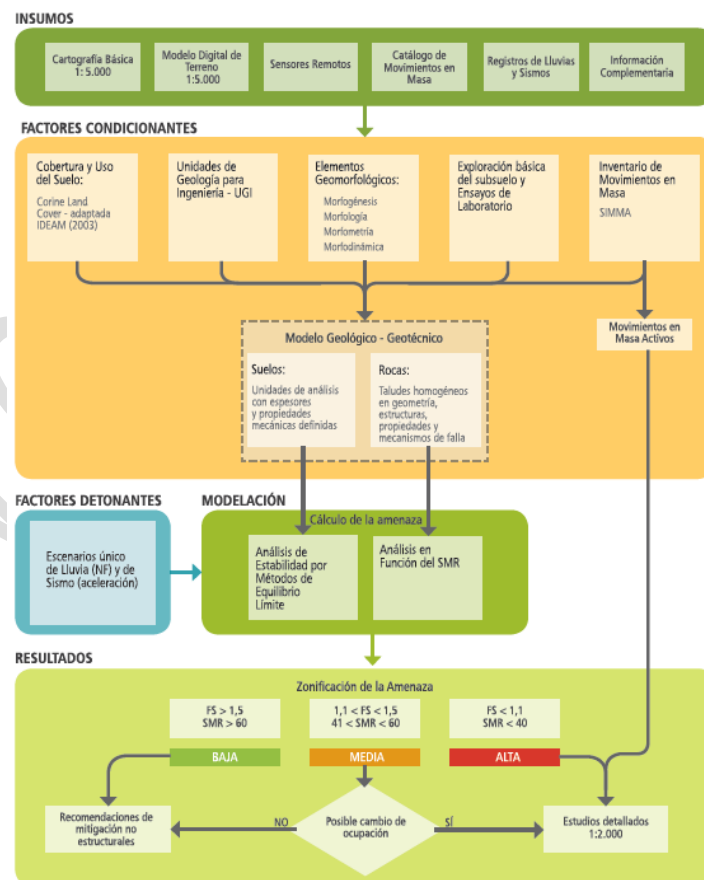 INSUMOS
Cartografía Básica
1: 5.000
Modelo Digital de
Terreno
1:5.000
Sensores Remotos
Catálogo de
Movimientos en
Masa
Registros de Lluvias
y Sismos
Información
Complementaria
FACTORES CONDICIONANTES
Cobertura y Uso
del Suelo:
Corine Land
Cover - adaptada
IDEAM (2003)
Unidades de
Geología para
Ingeniería - UGI
Elementos
Geomorfológicos:
Morfogénesis
Morfología
Morfometría
Morfodinámica
Exploración básica
del subsuelo y
Ensayos de
Laboratorio
Inventario de
Movimientos en
Masa
SIMMA
Modelo Geológico - Geotécnico
Suelos:
Unidades de análisis
con espesores
y propiedades
mecánicas definidas
Rocas:
Taludes homogéneos
en geometría,
estructuras,
propiedades y
mecanismos de falla
Movimientos en
Masa Activos
FACTORES DETONANTES
Escenarios único
de Lluvia (NF) y de
Sismo (aceleración)
MODELACIÓN
Cálculo de la amenaza
Análisis de
Estabilidad por
Métodos de
Equilibrio
Límite
Análisis en
Función del SMR
RESULTADOS
Zonificación de la Amenaza
FS > 1,5
SMR > 60
1,1 < FS < 1,5
41 < SMR < 60
FS < 1,1
SMR < 40
BAJA
MEDIA
ALTA
Recomendaciones de
mitigación no
estructurales
NO
Posible cambio de
ocupación
SÍ
Estudios detallados
1:2.000